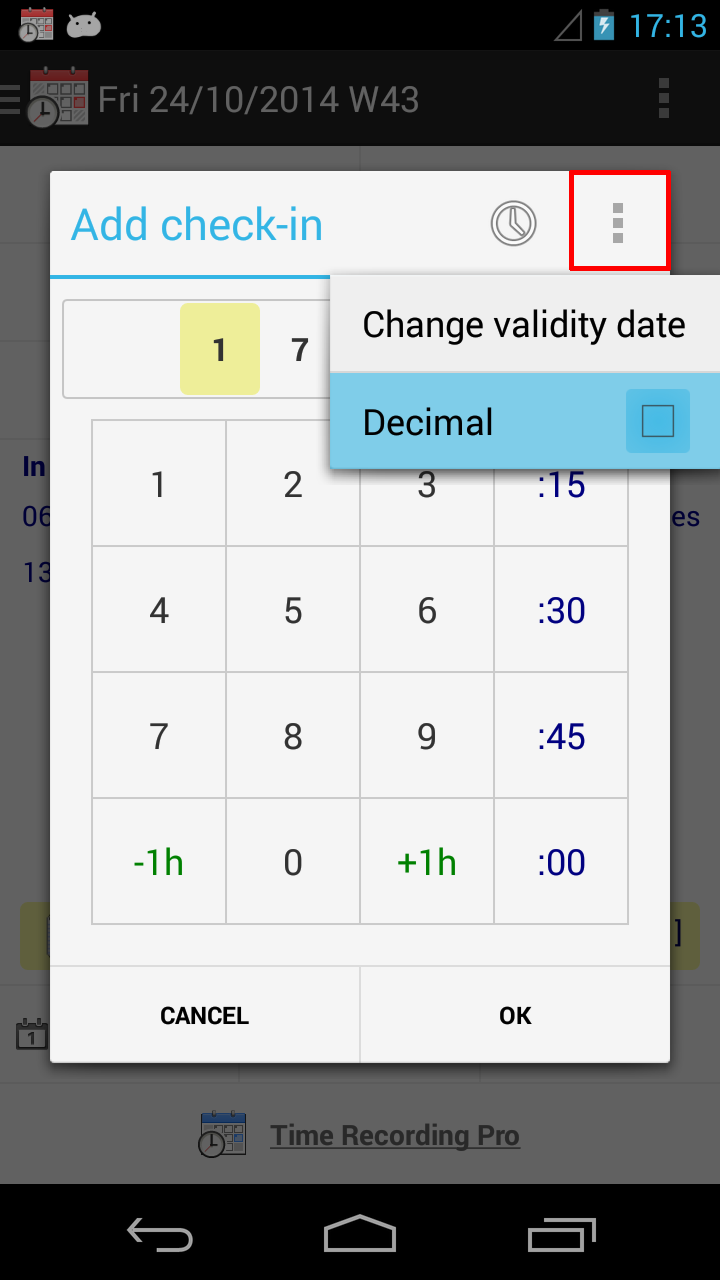 17:13
Fri 24/10/2014 W43
Add check-in
Change validity date
1 7
Decimal
In
1 2 3 :15
06 es
13
4 5 6 :30
7 8 9 :45
-1h 0 +1h :00
]
CANCEL OK
1
Time Recording Pro